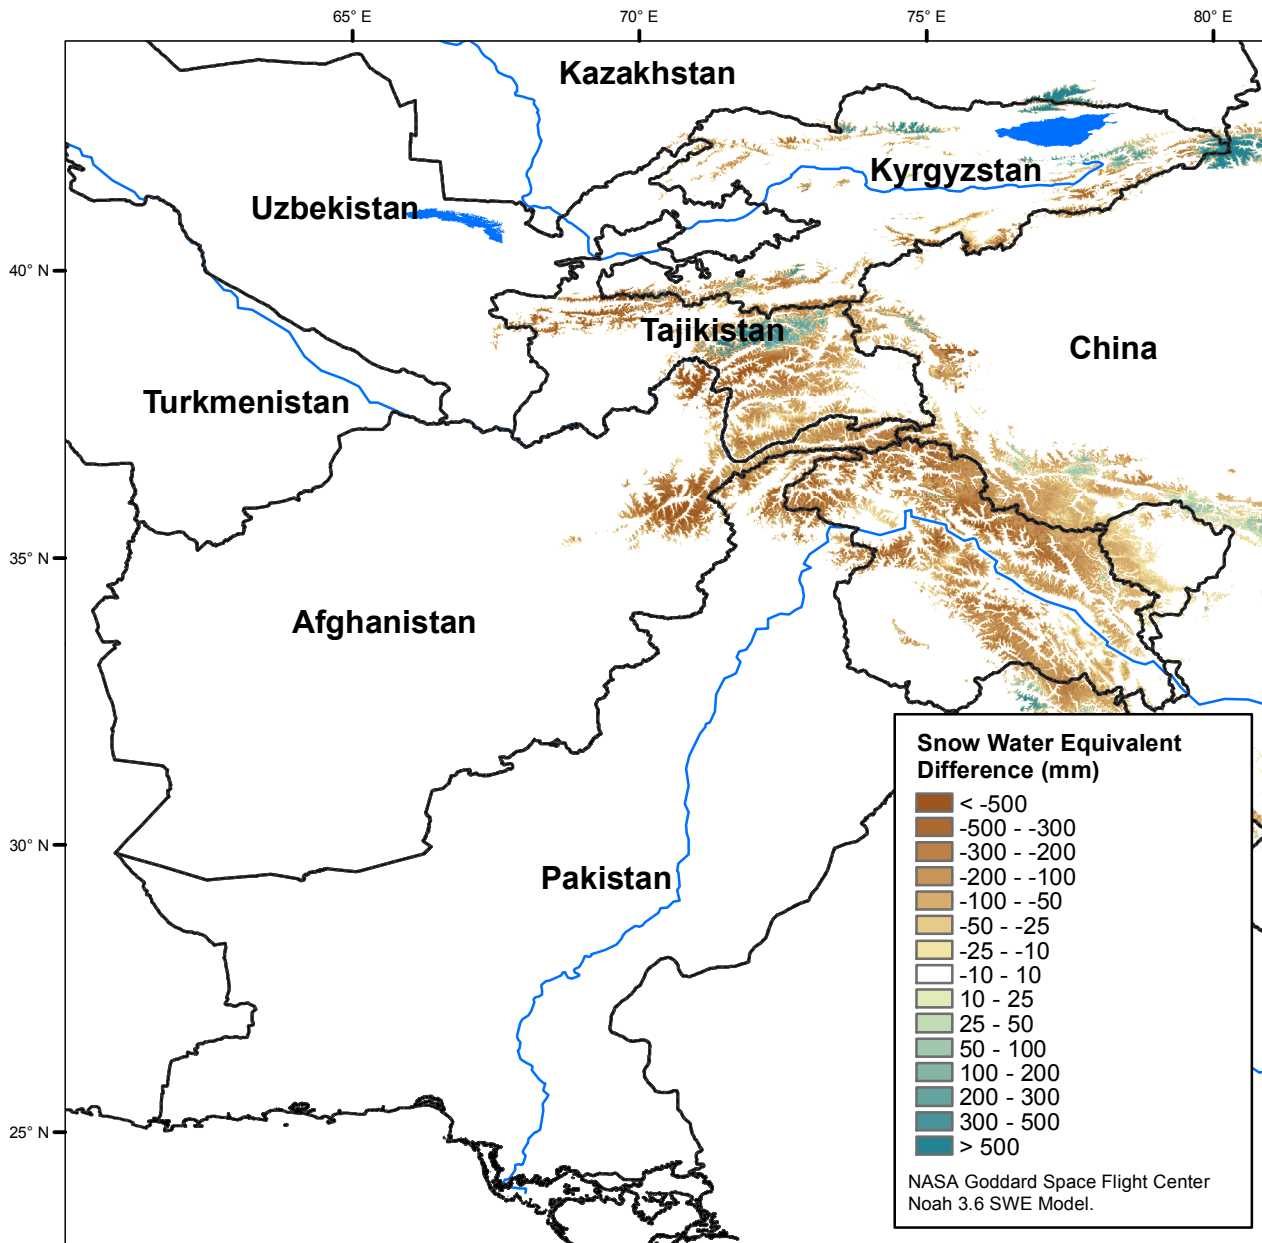 65° E
70° E
75° E
80° E
Kazakhstan
Kyrgyzstan
Uzbekistan
40° N
Tajikistan
China
Turkmenistan
35° N
Afghanistan
30° N
Pakistan
25° N
Snow Water Equivalent
Difference (mm)
< -500
-500 - -300
-300 - -200
-200 - -100
-100 - -50
-50 - -25
-25 - -10
-10 - 10
10 - 25
25 - 50
50 - 100
100 - 200
200 - 300
300 - 500
> 500
NASA Goddard Space Flight Center
Noah 3.6 SWE Model.